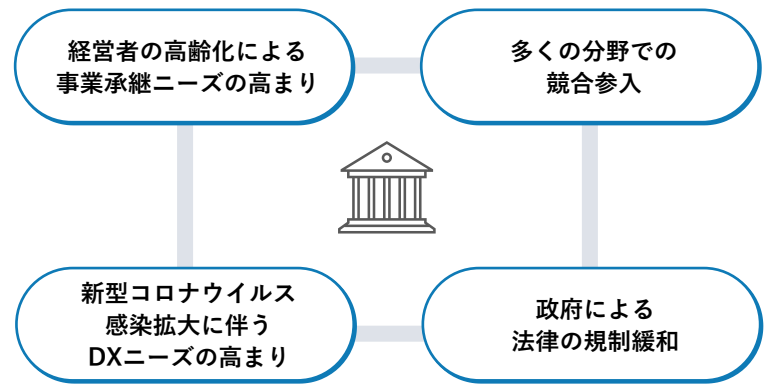 経営者の高齢化による
事業承継ニーズの高まり
多くの分野での
競合参入
新型コロナウイルス
感染拡大に伴う
DXニーズの高まり
政府による
法律の規制緩和